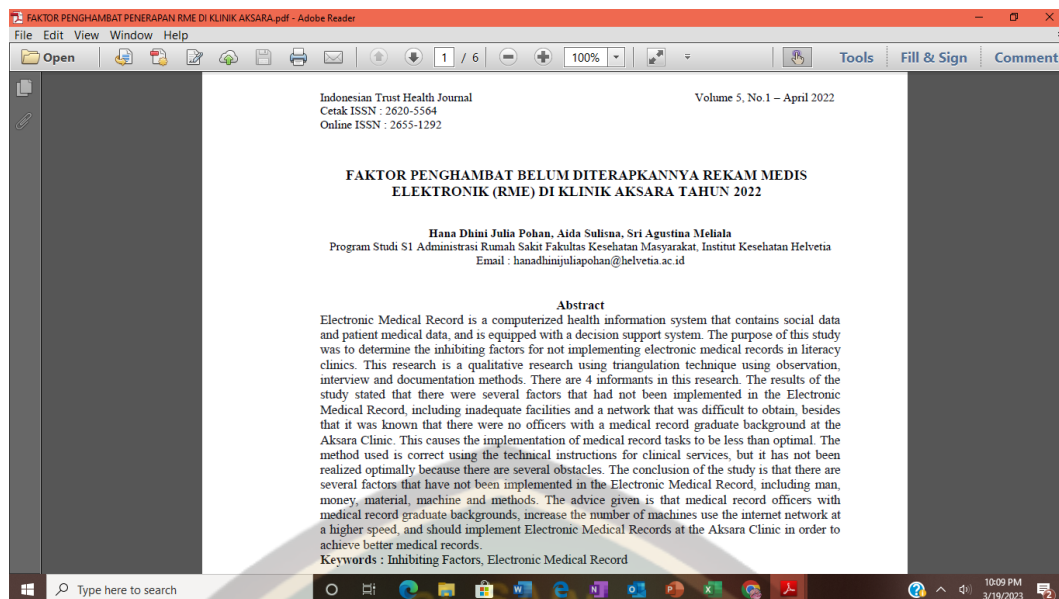 FAKTOR PENGHAMBAT PENERAPAN RME DI KLINIK AKSARA.pdf - Adobe Reader
File Edit View Window Help
Open 1 / 6 100% Tools Fill & Sign Comment
Indonesian Trust Health Journal Volume 5, No.1 – April 2022
Cetak ISSN : 2620-5564
Online ISSN : 2655-1292
FAKTOR PENGHAMBAT BELUM DITERAPKANNYA REKAM MEDIS
ELEKTRONIK (RME) DI KLINIK AKSARA TAHUN 2022
Hana Dhini Julia Pohan, Aida Sulisna, Sri Agustina Meliala
Program Studi S1 Administrasi Rumah Sakit Fakultas Kesehatan Masyarakat, Institut Kesehatan Helvetia
Email : hanadhinijuliapohan@helvetia.ac.id
Abstract
Electronic Medical Record is a computerized health information system that contains social data
and patient medical data, and is equipped with a decision support system. The purpose of this study
was to determine the inhibiting factors for not implementing electronic medical records in literacy
clinics. This research is a qualitative research using triangulation technique using observation,
interview and documentation methods. There are 4 informants in this research. The results of the
study stated that there were several factors that had not been implemented in the Electronic
Medical Record, including inadequate facilities and a network that was difficult to obtain, besides
that it was known that there were no officers with a medical record graduate background at the
Aksara Clinic. This causes the implementation of medical record tasks to be less than optimal. The
method used is correct using the technical instructions for clinical services, but it has not been
realized optimally because there are several obstacles. The conclusion of the study is that there are
several factors that have not been implemented in the Electronic Medical Record, including man,
money, material, machine and methods. The advice given is that medical record officers with
medical record graduate backgrounds, increase the number of machines use the internet network at
a higher speed, and should implement Electronic Medical Records at the Aksara Clinic in order to
achieve better medical records.
Keywords : Inhibiting Factors, Electronic Medical Record
Type here to search
10:09 PM
3/19/2023